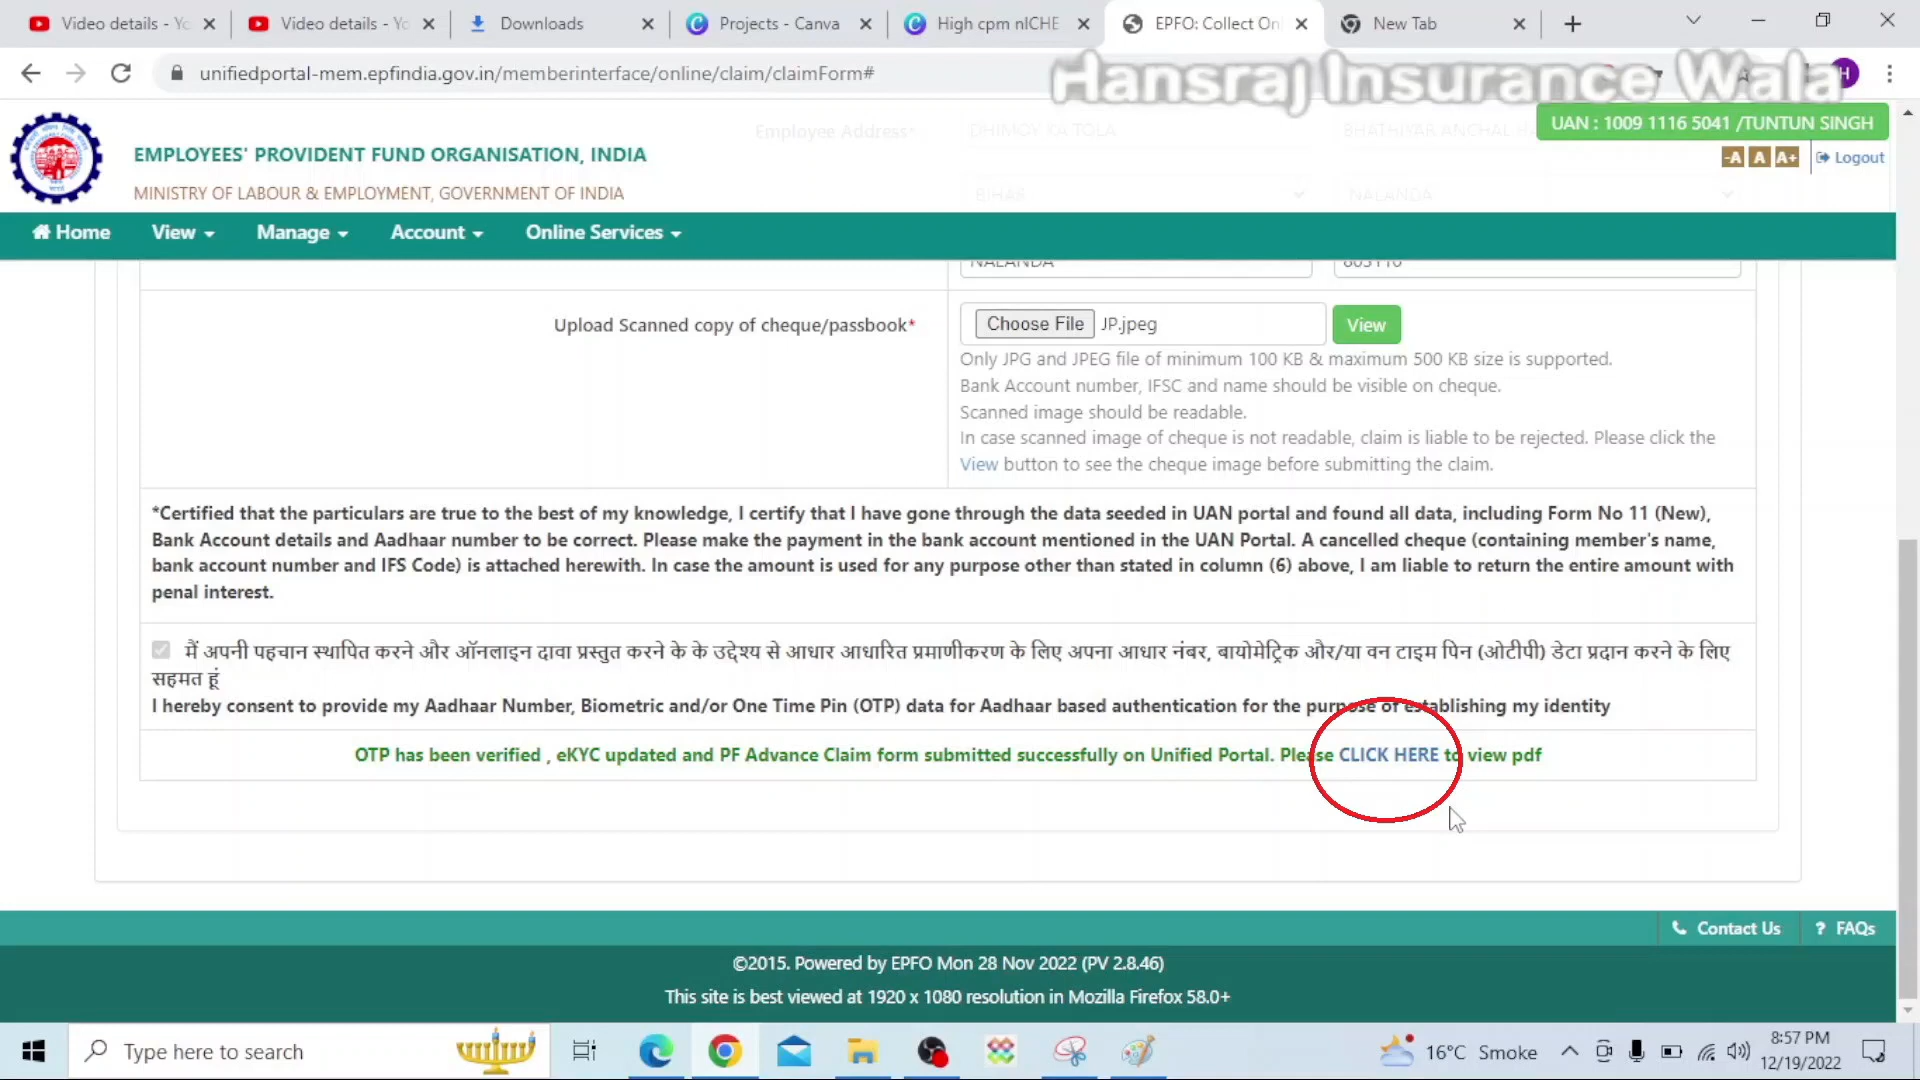 Video details - Yo
Video details - Yo
Downloads
Projects - Canva
High cpm nICHE
EPFO: Collect Onl
New Tab
unifiedportal-mem.epfindia.gov.in/memberinterface/online/claim/claimForm#
Hansraj Insurance Wala
H
Employee Address*
DHIMOY KA TOLA
BHATHIYAR ANCHAL
UAN : 1009 1116 5041 /TUNTUN SINGH
EMPLOYEES' PROVIDENT FUND ORGANISATION, INDIA
-A A A+ Logout
MINISTRY OF LABOUR & EMPLOYMENT, GOVERNMENT OF INDIA
BIHAR
NALANDA
Home View Manage Account Online Services
NALANDA
Upload Scanned copy of cheque/passbook*
Choose File JP.jpeg
View
Only JPG and JPEG file of minimum 100 KB & maximum 500 KB size is supported.
Bank Account number, IFSC and name should be visible on cheque.
Scanned image should be readable.
In case scanned image of cheque is not readable, claim is liable to be rejected. Please click the
View button to see the cheque image before submitting the claim.
*Certified that the particulars are true to the best of my knowledge, I certify that I have gone through the data seeded in UAN portal and found all data, including Form No 11 (New),
Bank Account details and Aadhaar number to be correct. Please make the payment in the bank account mentioned in the UAN Portal. A cancelled cheque (containing member's name,
bank account number and IFS Code) is attached herewith. In case the amount is used for any purpose other than stated in column (6) above, I am liable to return the entire amount with
penal interest.
मैं अपनी पहचान स्थापित करने और ऑनलाइन दावा प्रस्तुत करने के के उद्देश्य से आधार आधारित प्रमाणीकरण के लिए अपना आधार नंबर, बायोमेट्रिक और/या वन टाइम पिन (ओटीपी) डेटा प्रदान करने के लिए
सहमत हूं
I hereby consent to provide my Aadhaar Number, Biometric and/or One Time Pin (OTP) data for Aadhaar based authentication for the purpose of establishing my identity
OTP has been verified , eKYC updated and PF Advance Claim form submitted successfully on Unified Portal. Please CLICK HERE to view pdf
Contact Us
? FAQs
©2015. Powered by EPFO Mon 28 Nov 2022 (PV 2.8.46)
This site is best viewed at 1920 x 1080 resolution in Mozilla Firefox 58.0+
Type here to search
16°C Smoke
8:57 PM
12/19/2022